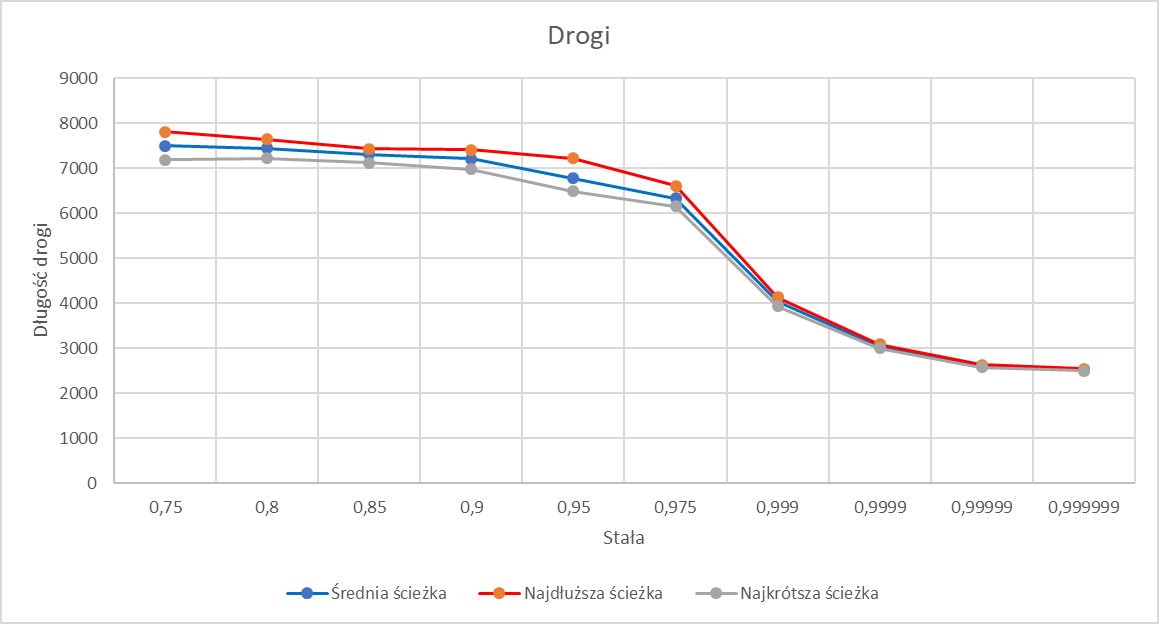 Drogi
9000
8000
7000
6000
5000
4000
3000
2000
1000
0
Długość drogi
0,75 0,8 0,85 0,9 0,95 0,975 0,999 0,9999 0,99999 0,999999
Stała
Średnia ścieżka Najdłuższa ścieżka Najkrótsza ścieżka